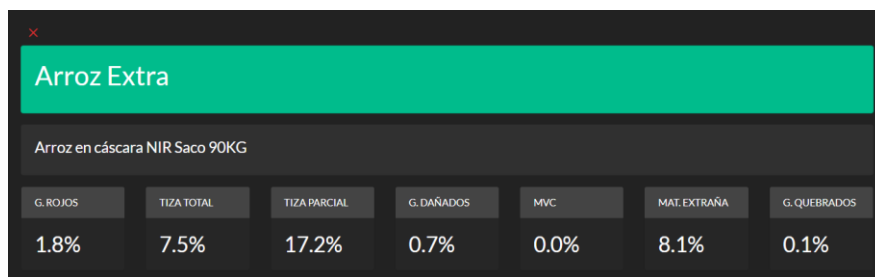 Arroz Extra
Arroz en cáscara NIR Saco 90KG
G. ROJOS TIZA TOTAL TIZA PARCIAL G. DAÑADOS MVC MAT. EXTRAÑA G. QUEBRADOS
1.8% 7.5% 17.2% 0.7% 0.0% 8.1% 0.1%